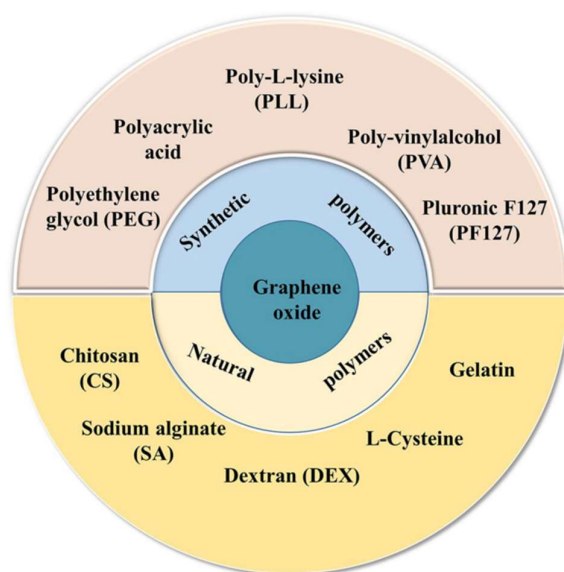 Poly-L-lysine
(PLL)
Polyacrylic
acid
Poly-vinylalcohol
(PVA)
Polyethylene
glycol (PEG)
Pluronic F127
(PF127)
Synthetic polymers
Graphene
oxide
Natural polymers
Chitosan
(CS)
Gelatin
Sodium alginate
(SA)
L-Cysteine
Dextran (DEX)